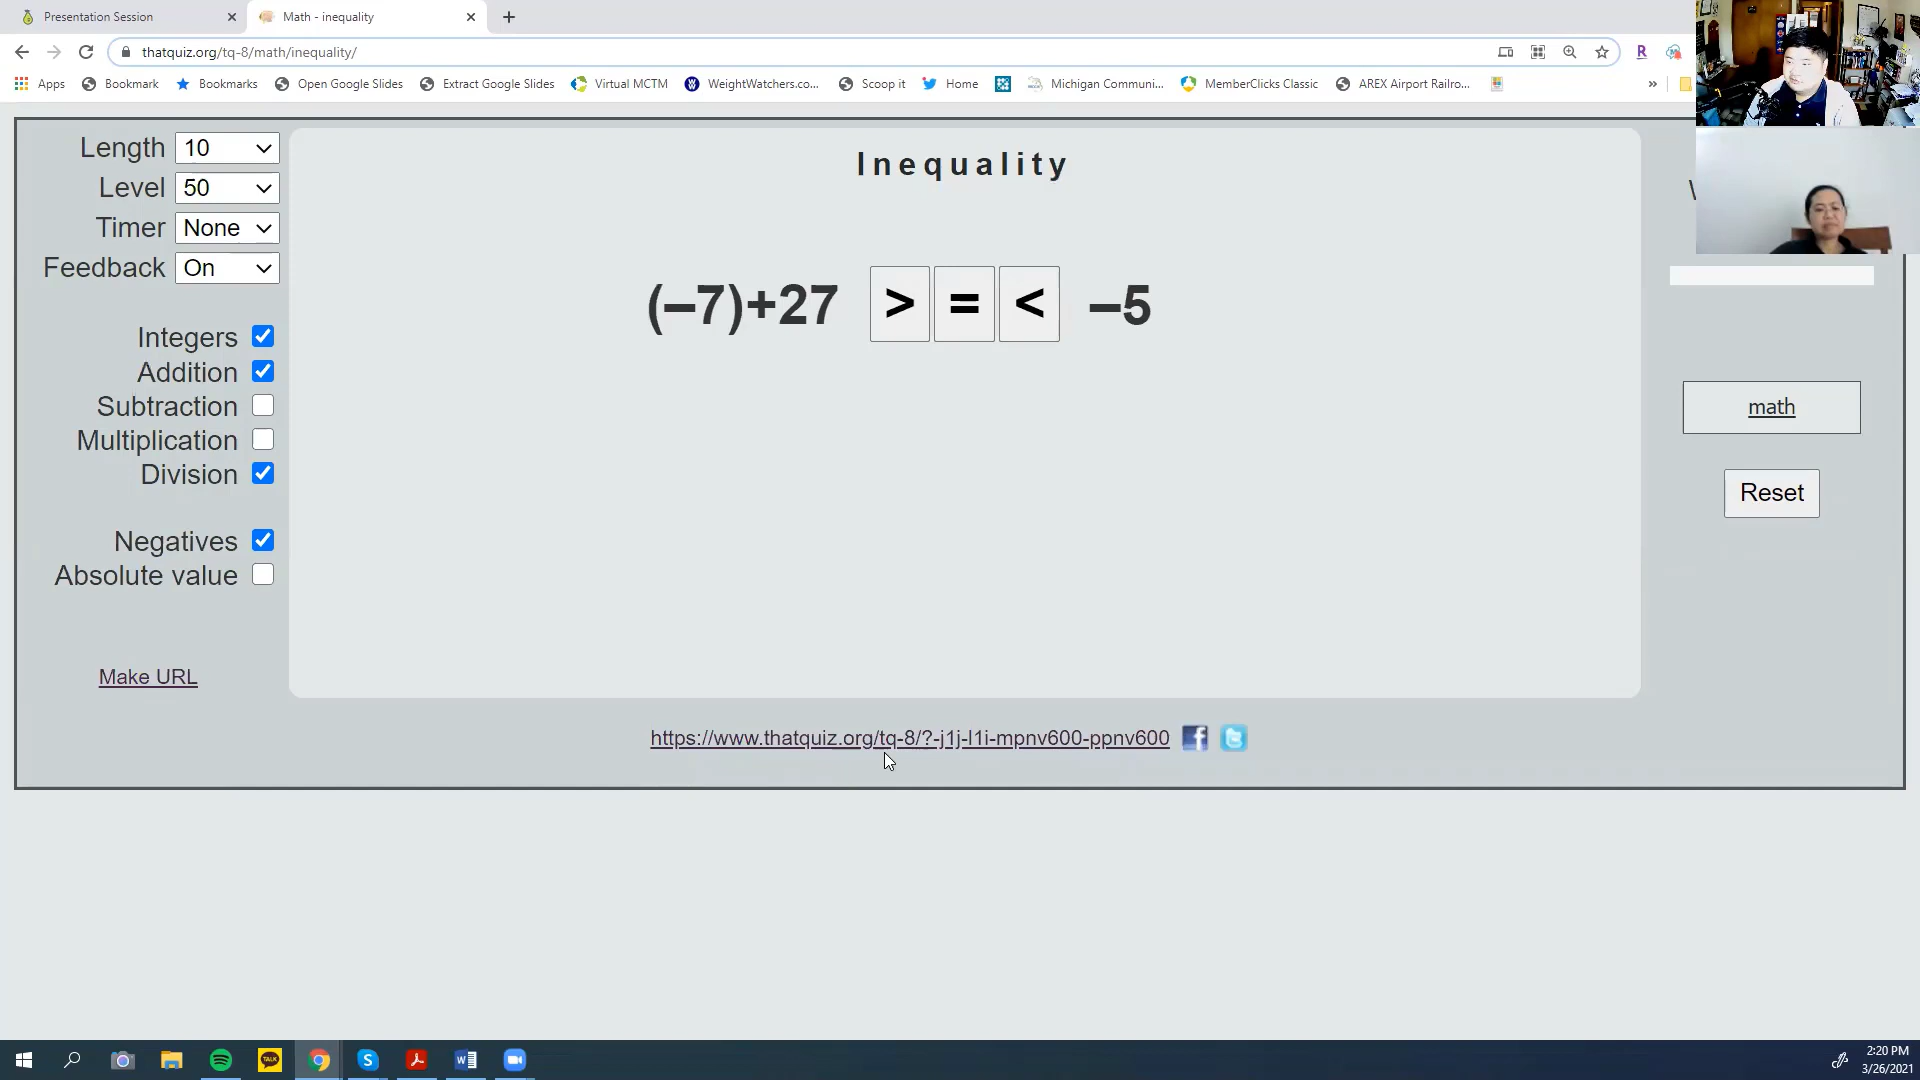 Presentation Session
Math - inequality
thatquiz.org/tq-8/math/inequality/
Apps Bookmark Bookmarks Open Google Slides Extract Google Slides Virtual MCTM WeightWatchers.co... Scoop it Home Michigan Communi... MemberClicks Classic AREX Airport Railro... »
Length 10
Level 50
Timer None
Feedback On
Integers
Addition
Subtraction
Multiplication
Division
Negatives
Absolute value
Make URL
Inequality
(–7)+27 > = < –5
https://www.thatquiz.org/tq-8/?-j1j-l1i-mpnv600-ppnv600
math
Reset
2:20 PM
3/26/2021